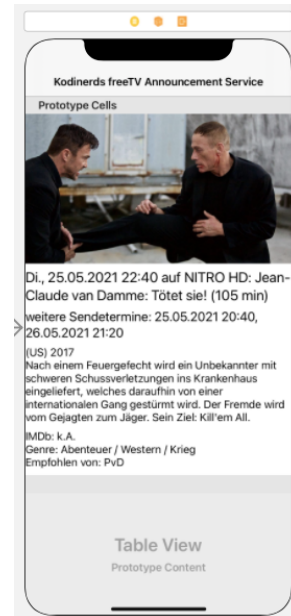 Kodinerds freeTV Announcement Service
Prototype Cells
Di., 25.05.2021 22:40 auf NITRO HD: Jean-
Claude van Damme: Tötet sie! (105 min)
weitere Sendetermine: 25.05.2021 20:40,
26.05.2021 21:20
(US) 2017
Nach einem Feuergefecht wird ein Unbekannter mit
schweren Schussverletzungen ins Krankenhaus
eingeliefert, welches daraufhin von einer
internationalen Gang gestürmt wird. Der Fremde wird
vom Gejagten zum Jäger. Sein Ziel: Kill'em All.
IMDb: k.A.
Genre: Abenteuer / Western / Krieg
Empfohlen von: PvD
Table View
Prototype Content